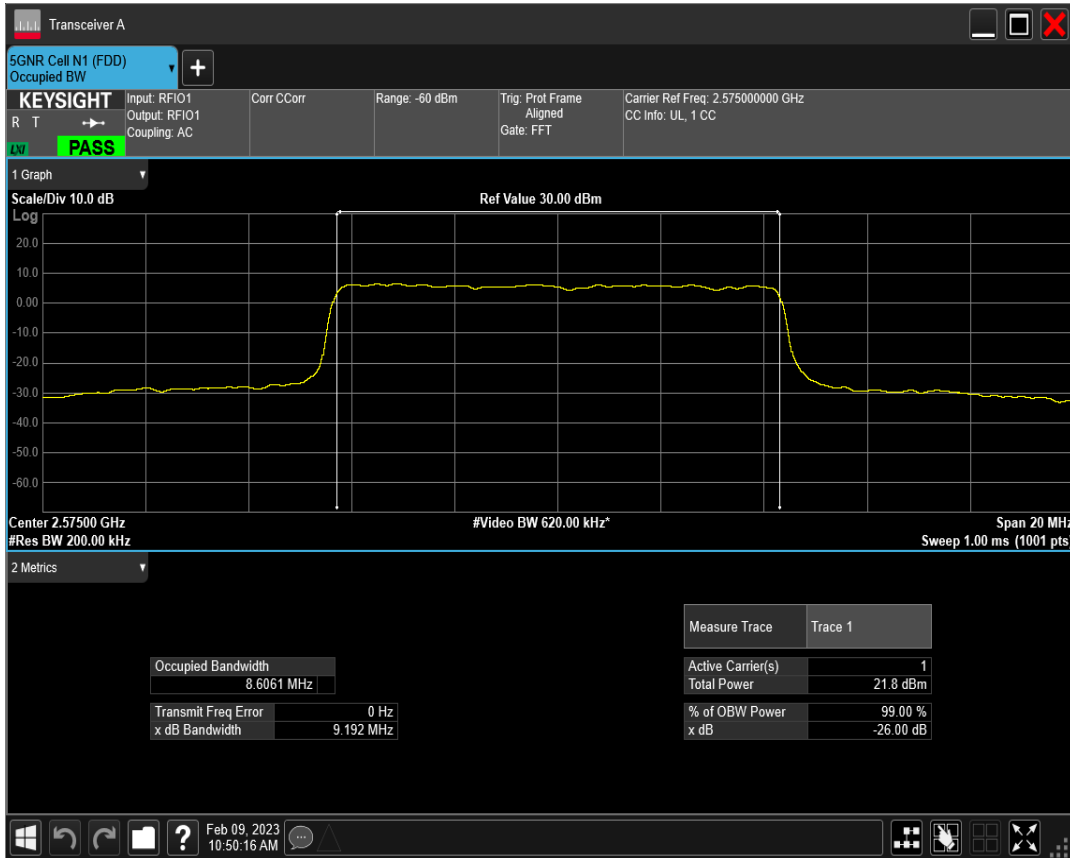 Transceiver A
5GNR Cell N1 (FDD)
Occupied BW
+
KEYSIGHT
R T
LXI
PASS
Input: RFIO1
Output: RFIO1
Coupling: AC
Corr CCorr
Range: -60 dBm
Trig: Prot Frame
Aligned
Gate: FFT
Carrier Ref Freq: 2.575000000 GHz
CC Info: UL, 1 CC
1 Graph
Scale/Div 10.0 dB
Ref Value 30.00 dBm
Log
20.0
10.0
0.00
-10.0
-20.0
-30.0
-40.0
-50.0
-60.0
Center 2.57500 GHz
#Video BW 620.00 kHz*
Span 20 MHz
#Res BW 200.00 kHz
Sweep 1.00 ms (1001 pts)
2 Metrics
Measure Trace Trace 1
Occupied Bandwidth
8.6061 MHz
Active Carrier(s) 1
Total Power 21.8 dBm
Transmit Freq Error 0 Hz
x dB Bandwidth 9.192 MHz
% of OBW Power 99.00 %
x dB -26.00 dB
?
Feb 09, 2023
10:50:16 AM